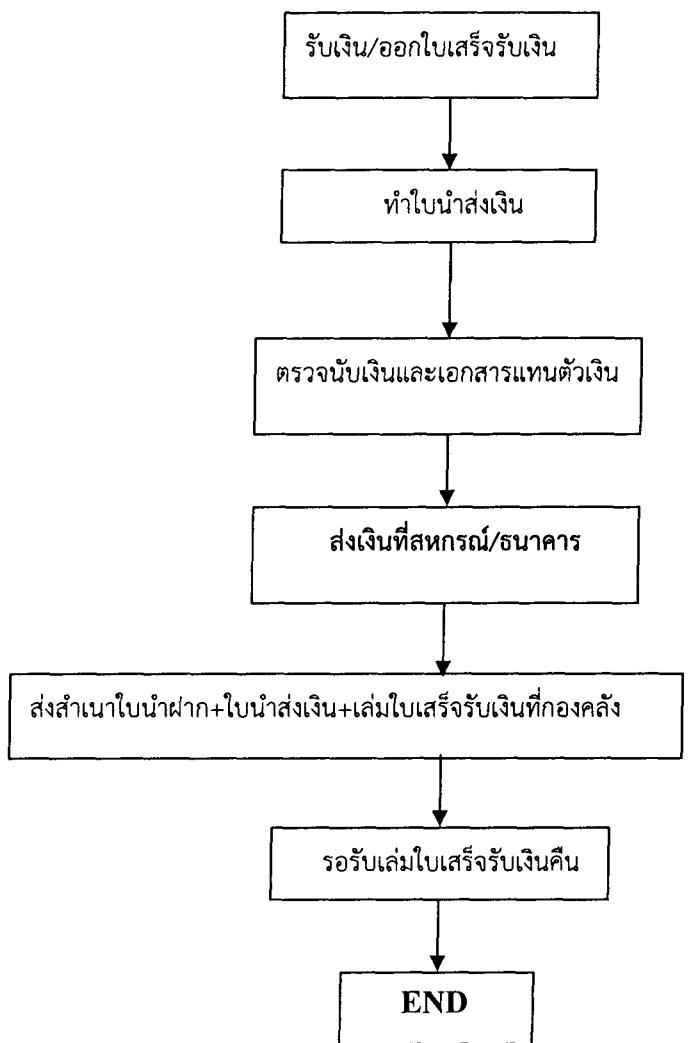 รับเงิน/ออกใบเสร็จรับเงิน
ทำใบนำส่งเงิน
ตรวจนับเงินและเอกสารแทนตัวเงิน
ส่งเงินที่สหกรณ์/ธนาคาร
ส่งสำเนาใบนำฝาก+ใบนำส่งเงิน+เล่มใบเสร็จรับเงินที่กองคลัง
รอรับเล่มใบเสร็จรับเงินคืน
END